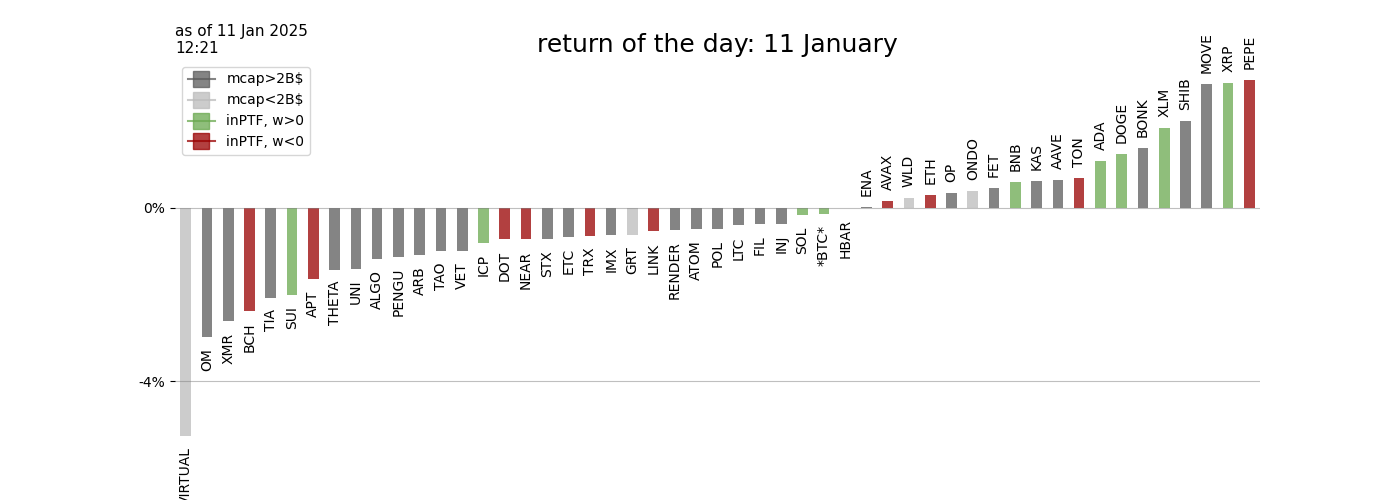 as of 11 Jan 2025
12:21
return of the day: 11 January
mcap>2B$
mcap<2B$
inPTF, w>0
inPTF, w<0
0%
-4%
VIRTUAL
OM
XMR
BCH
TIA
SUI
APT
THETA
UNI
ALGO
PENGU
ARB
TAO
VET
ICP
DOT
NEAR
STX
ETC
TRX
IMX
GRT
LINK
RENDER
ATOM
POL
LTC
FIL
INJ
SOL
*BTC*
HBAR
ENA
AVAX
WLD
ETH
OP
ONDO
FET
BNB
KAS
AAVE
TON
ADA
DOGE
BONK
XLM
SHIB
MOVE
XRP
PEPE